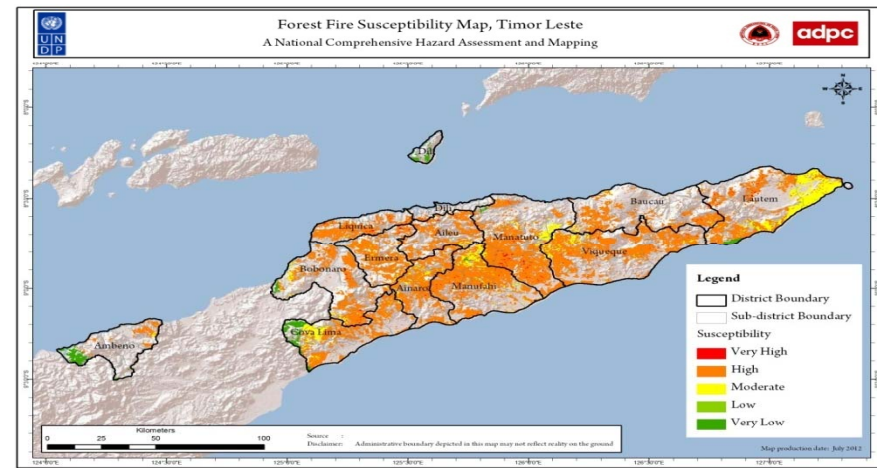 U N
D P
Forest Fire Susceptibility Map, Timor Leste
A National Comprehensive Hazard Assessment and Mapping
adpc
Dili
Lautem
Baucau
Dili
Liquica
Aileu
Manatuto
Viqueque
Ermera
Bobonaro
Ainaro
Manufahi
Cova Lima
Ambeno
Legend
District Boundary
Sub-district Boundary
Susceptibility
Very High
High
Moderate
Low
Very Low
Kilometers
0 25 50 100
Source :
Disclaimer: Administrative boundary depicted in this map may not reflect reality on the ground
Map production date: July 2012